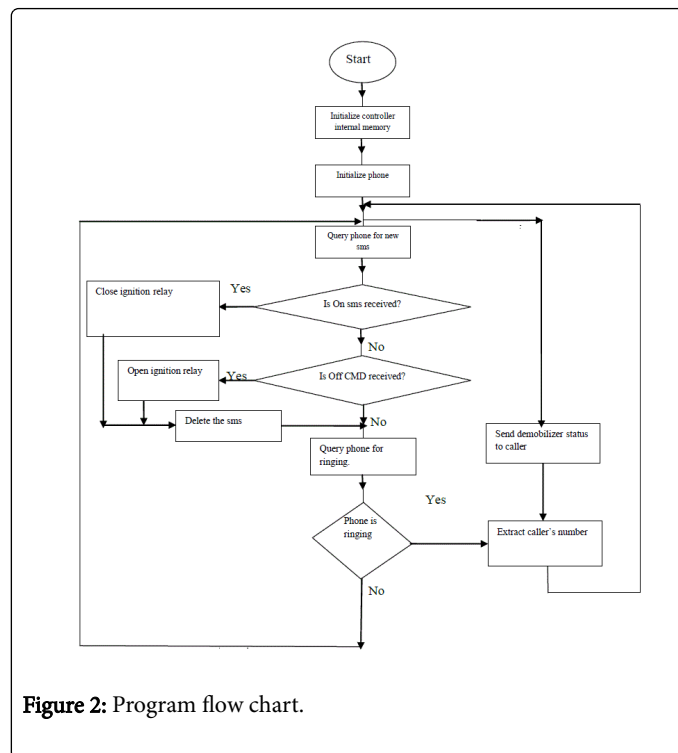 Start
Initialize controller
internal memory
Initialize phone
Query phone for new
sms
Close ignition relay
Yes
Is On sms received?
No
Open ignition relay
Yes
Is Off CMD received?
No
Delete the sms
Query phone for
ringing.
Send demobilizer status
to caller
Yes
Phone is
ringing
Extract caller`s number
No
Figure 2: Program flow chart.